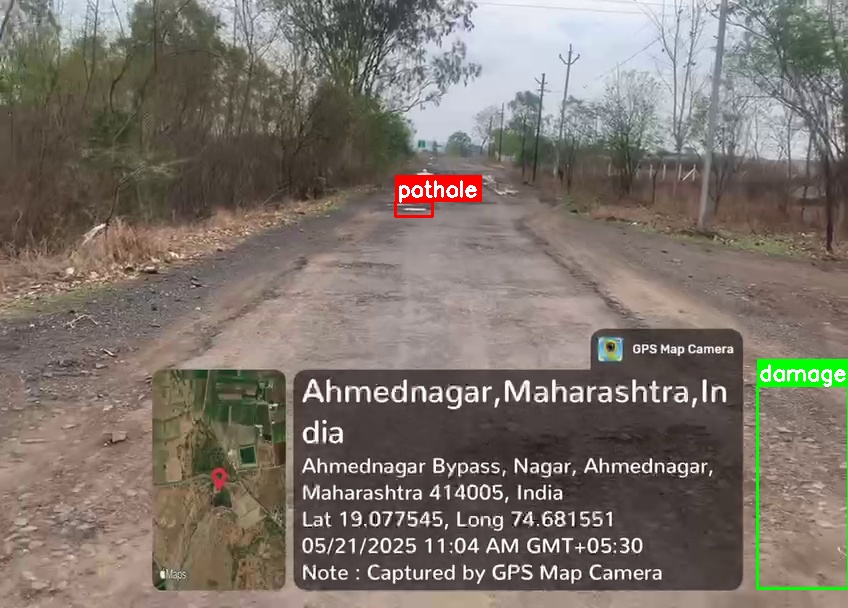 pothole
GPS Map Camera
damage
Ahmednagar,Maharashtra,In
dia
Ahmednagar Bypass, Nagar, Ahmednagar,
Maharashtra 414005, India
Lat 19.077545, Long 74.681551
05/21/2025 11:04 AM GMT+05:30
Note : Captured by GPS Map Camera
Maps